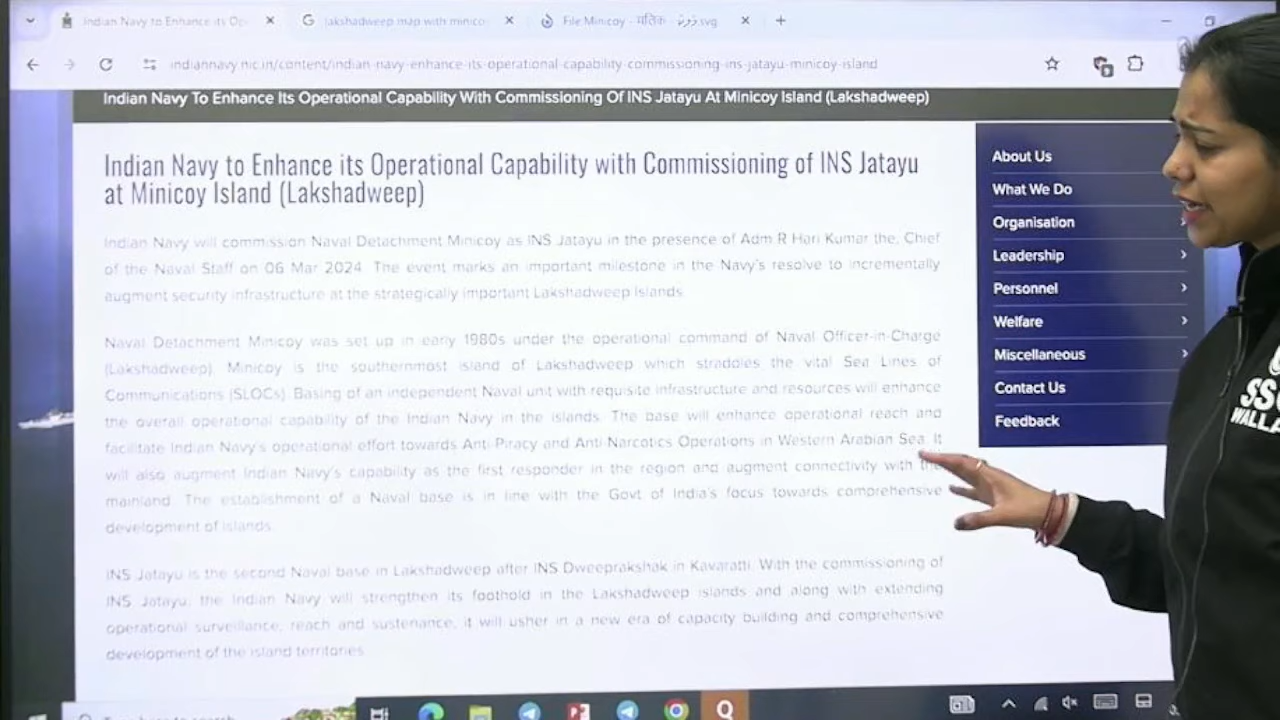 Indian Navy to Enhance its Op
lakshadweep map with minico
File Minicoy - मलिक - .svg
indiannavy.nic.in/content/indian-navy-enhance-its-operational-capability-commissioning-ins-jatayu-minicoy-island
Indian Navy To Enhance Its Operational Capability With Commissioning Of INS Jatayu At Minicoy Island (Lakshadweep)
Indian Navy to Enhance its Operational Capability with Commissioning of INS Jatayu
at Minicoy Island (Lakshadweep)
Indian Navy will commission Naval Detachment Minicoy as INS Jatayu in the presence of Adm R Hari Kumar the, Chief
of the Naval Staff on 06 Mar 2024. The event marks an important milestone in the Navy's resolve to incrementally
augment security infrastructure at the strategically important Lakshadweep Islands.
Naval Detachment Minicoy was set up in early 1980s under the operational command of Naval Officer-in-Charge
(Lakshadweep). Minicoy is the southernmost island of Lakshadweep which straddles the vital Sea Lines of
Communications (SLOCs). Basing of an independent Naval unit with requisite infrastructure and resources will enhance
the overall operational capability of the Indian Navy in the islands. The base will enhance operational reach and
facilitate Indian Navy's operational effort towards Anti-Piracy and Anti-Narcotics Operations in Western Arabian Sea. It
will also augment Indian Navy's capability as the first responder in the region and augment connectivity with the
mainland. The establishment of a Naval base is in line with the Govt of India's focus towards comprehensive
development of islands.
INS Jatayu is the second Naval base in Lakshadweep after INS Dweeprakshak in Kavaratti. With the commissioning of
INS Jatayu, the Indian Navy will strengthen its foothold in the Lakshadweep islands and along with extending
operational surveillance, reach and sustenance, it will usher in a new era of capacity building and comprehensive
development of the island territories.
About Us
What We Do
Organisation
Leadership
Personnel
Welfare
Miscellaneous
Contact Us
Feedback
SS
WALLA